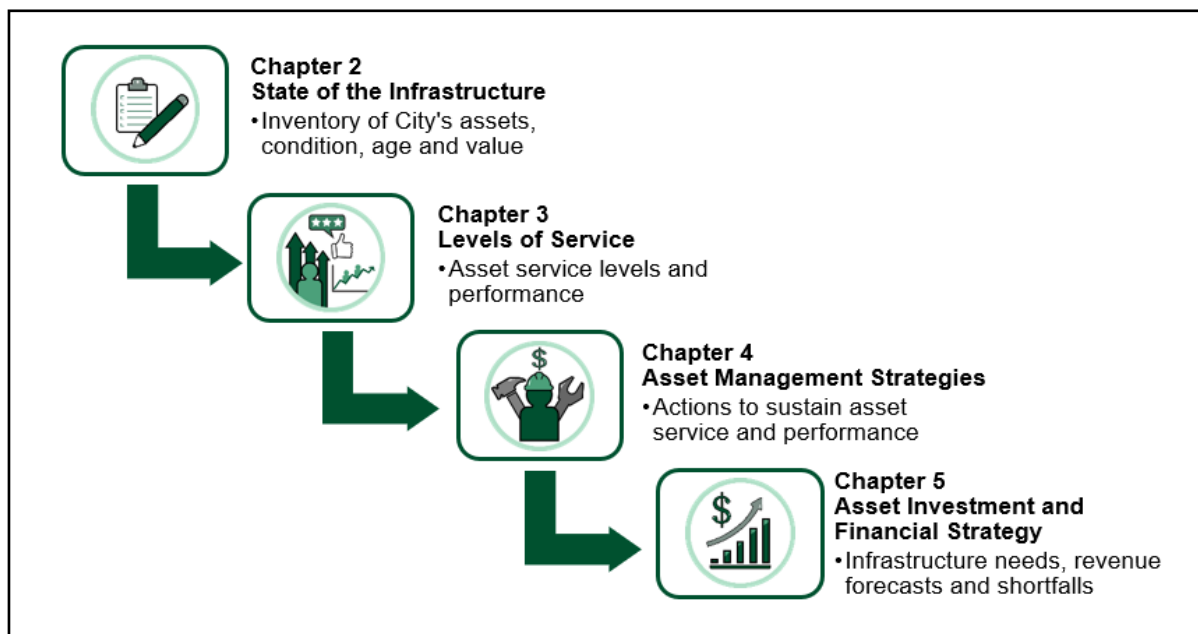 Chapter 2
State of the Infrastructure
•Inventory of City's assets,
condition, age and value
Chapter 3
Levels of Service
•Asset service levels and
performance
$
Chapter 4
Asset Management Strategies
•Actions to sustain asset
service and performance
$
Chapter 5
Asset Investment and
Financial Strategy
•Infrastructure needs, revenue
forecasts and shortfalls